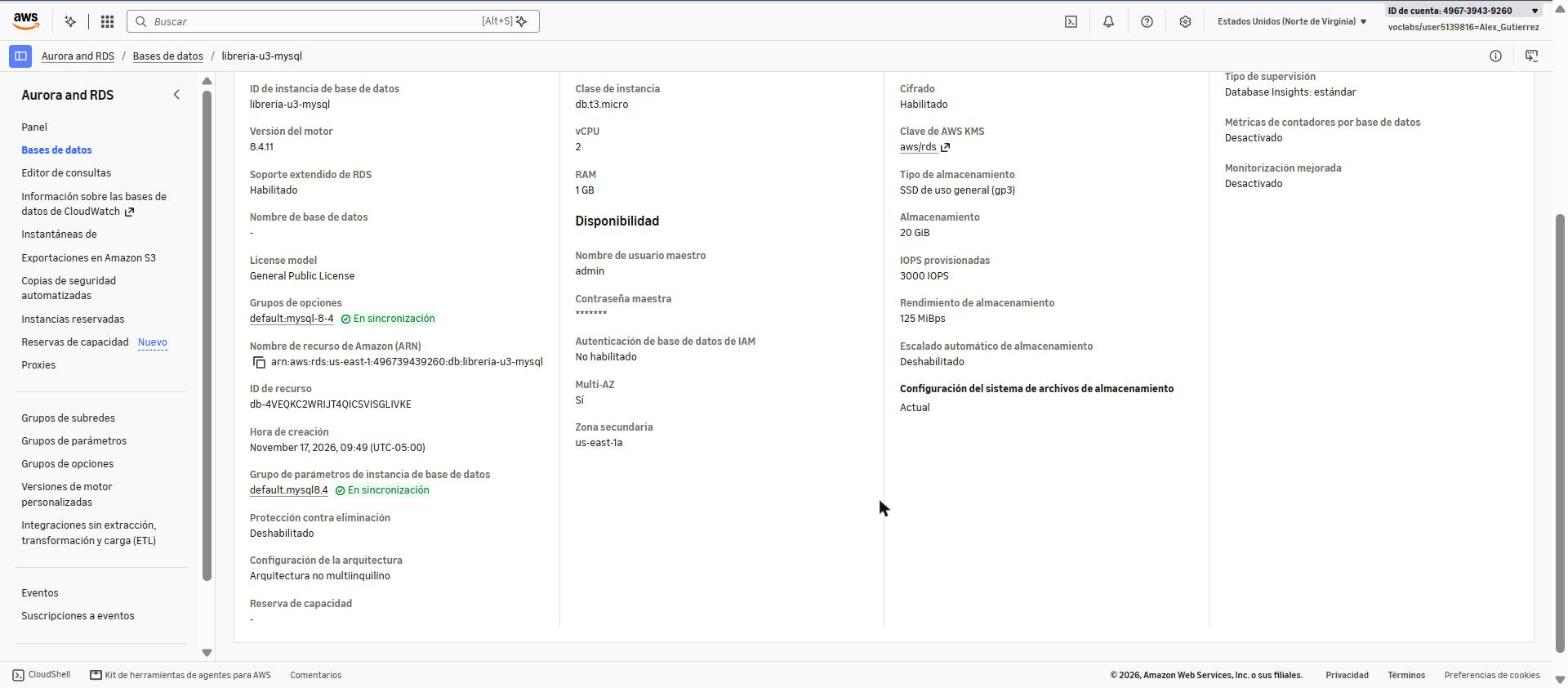 aws
Buscar
[Alt+S]
Estados Unidos (Norte de Virginia)
ID de cuenta: 4967-3943-9260
voclabs/user5139816=Alex_Gutierrez
Aurora and RDS / Bases de datos / libreria-u3-mysql
Aurora and RDS
Panel
Bases de datos
Editor de consultas
Información sobre las bases de
datos de CloudWatch
Instantáneas de
Exportaciones en Amazon S3
Copias de seguridad
automatizadas
Instancias reservadas
Reservas de capacidad Nuevo
Proxies
Grupos de subredes
Grupos de parámetros
Grupos de opciones
Versiones de motor
personalizadas
Integraciones sin extracción,
transformación y carga (ETL)
Eventos
Suscripciones a eventos
ID de instancia de base de datos
libreria-u3-mysql
Versión del motor
8.4.11
Soporte extendido de RDS
Habilitado
Nombre de base de datos
-
License model
General Public License
Grupos de opciones
default:mysql-8-4 En sincronización
Nombre de recurso de Amazon (ARN)
arn:aws:rds:us-east-1:496739439260:db:libreria-u3-mysql
ID de recurso
db-4VEQKC2WRIJT4QICSVISGLIVKE
Hora de creación
November 17, 2026, 09:49 (UTC-05:00)
Grupo de parámetros de instancia de base de datos
default.mysql8.4 En sincronización
Protección contra eliminación
Deshabilitado
Configuración de la arquitectura
Arquitectura no multiinquilino
Reserva de capacidad
-
Clase de instancia
db.t3.micro
vCPU
2
RAM
1 GB
Disponibilidad
Nombre de usuario maestro
admin
Contraseña maestra
*******
Autenticación de base de datos de IAM
No habilitado
Multi-AZ
Sí
Zona secundaria
us-east-1a
Cifrado
Habilitado
Clave de AWS KMS
aws/rds
Tipo de almacenamiento
SSD de uso general (gp3)
Almacenamiento
20 GiB
IOPS provisionadas
3000 IOPS
Rendimiento de almacenamiento
125 MiBps
Escalado automático de almacenamiento
Deshabilitado
Configuración del sistema de archivos de almacenamiento
Actual
Tipo de supervisión
Database Insights: estándar
Métricas de contadores por base de datos
Desactivado
Monitorización mejorada
Desactivado
CloudShell
Kit de herramientas de agentes para AWS
Comentarios
© 2026, Amazon Web Services, Inc. o sus filiales.
Privacidad
Términos
Preferencias de cookies